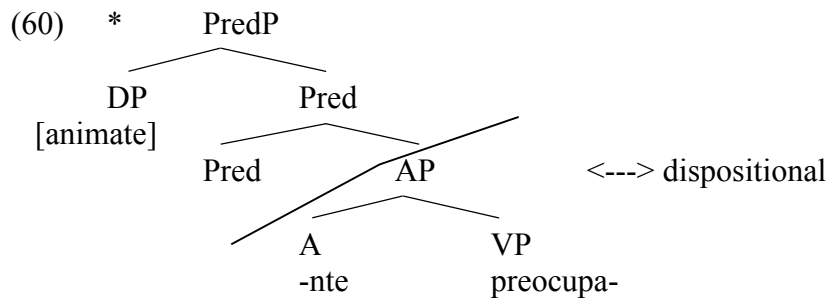 (60) * PredP
DP Pred
[animate]
Pred AP <---> dispositional
A VP
-nte preocupa-